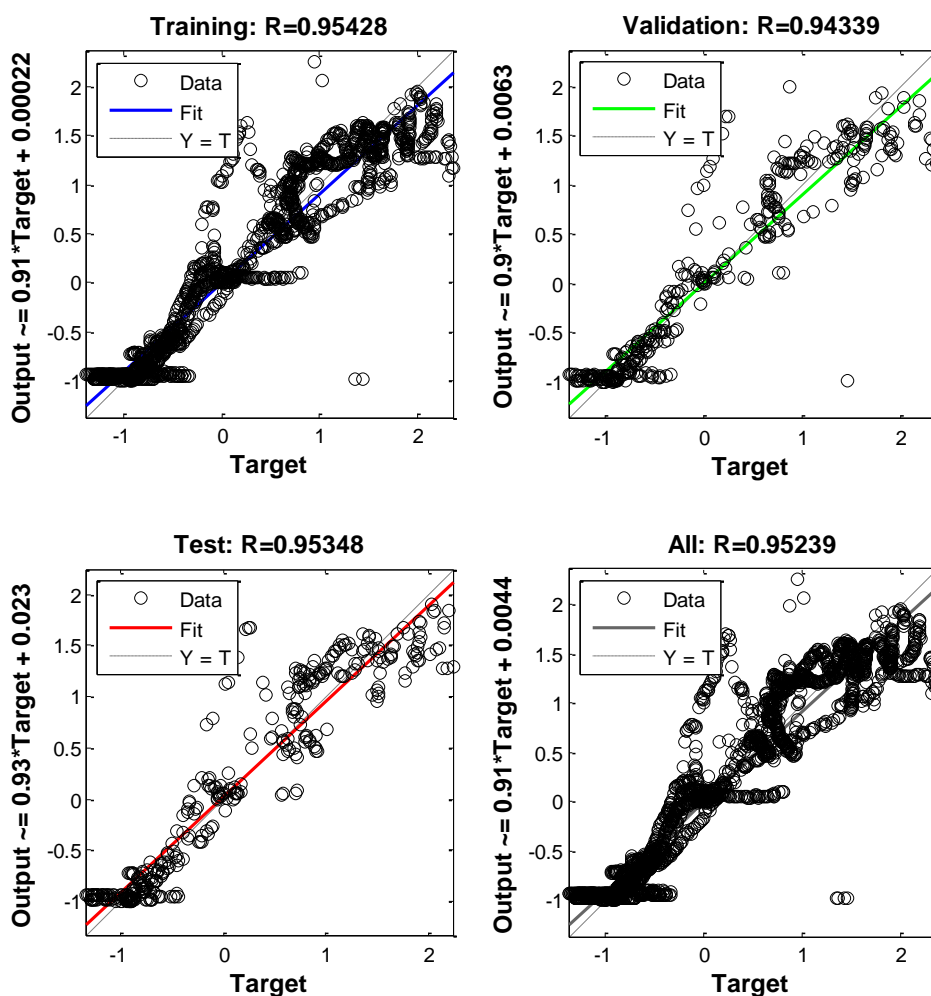 Training: R=0.95428
Output ~= 0.91*Target + 0.00022
2
1.5
1
0.5
0
-0.5
-1
Data
Fit
Y = T
-1
0
1
2
Target
Validation: R=0.94339
Output ~= 0.9*Target + 0.0063
2
1.5
1
0.5
0
-0.5
-1
Data
Fit
Y = T
-1
0
1
2
Target
Test: R=0.95348
Output ~= 0.93*Target + 0.023
2
1.5
1
0.5
0
-0.5
-1
Data
Fit
Y = T
-1
0
1
2
Target
All: R=0.95239
Output ~= 0.91*Target + 0.0044
2
1.5
1
0.5
0
-0.5
-1
Data
Fit
Y = T
-1
0
1
2
Target